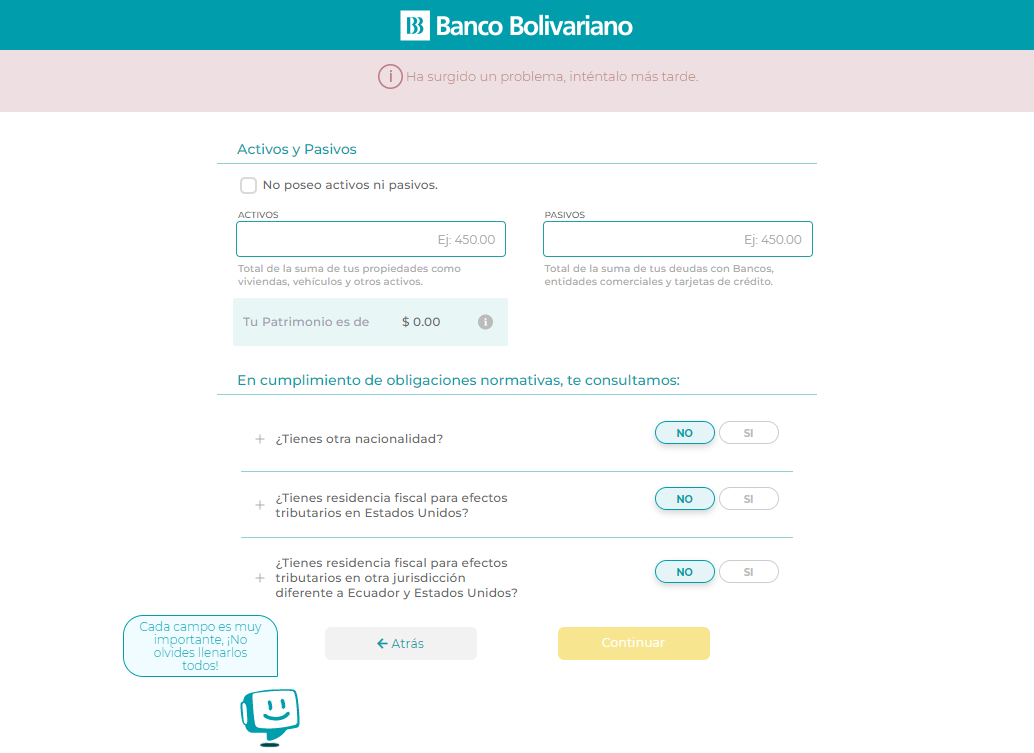 Banco Bolivariano
Ha surgido un problema, inténtalo más tarde.
Activos y Pasivos
No poseo activos ni pasivos.
ACTIVOS
Ej: 450.00
Total de la suma de tus propiedades como
viviendas, vehículos y otros activos.
PASIVOS
Ej: 450.00
Total de la suma de tus deudas con Bancos,
entidades comerciales y tarjetas de crédito.
Tu Patrimonio es de $ 0.00
En cumplimiento de obligaciones normativas, te consultamos:
+ ¿Tienes otra nacionalidad? NO SI
+ ¿Tienes residencia fiscal para efectos
tributarios en Estados Unidos? NO SI
+ ¿Tienes residencia fiscal para efectos
tributarios en otra jurisdicción
diferente a Ecuador y Estados Unidos? NO SI
Cada campo es muy
importante, ¡No
olvides llenarlos
todos!
← Atrás
Continuar